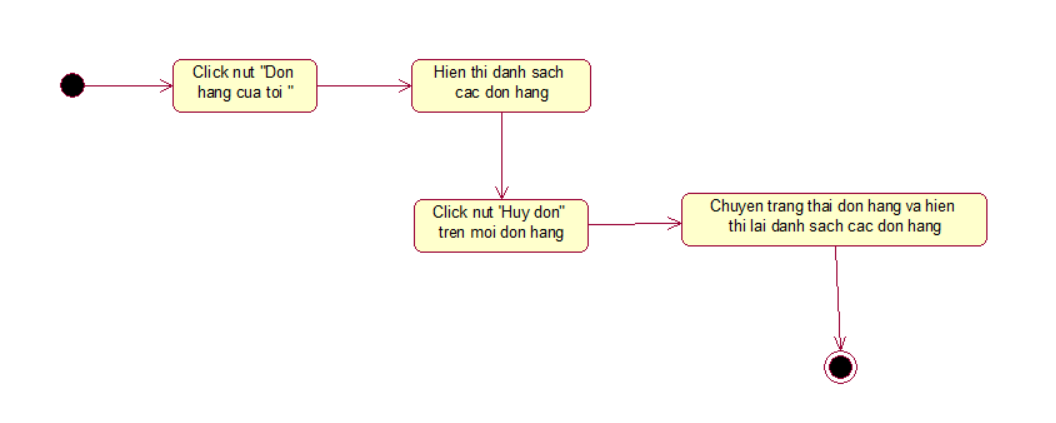 Click nut "Don
hang cua toi "
Hien thi danh sach
cac don hang
Click nut "Huy don"
tren moi don hang
Chuyen trang thai don hang va hien
thi lai danh sach cac don hang